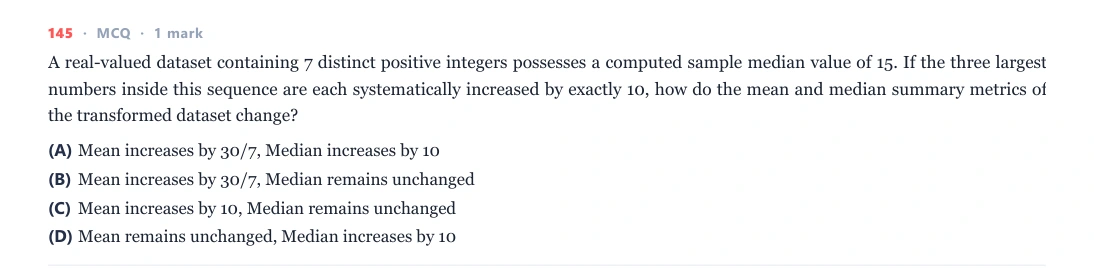 145 · MCQ · 1 mark
A real-valued dataset containing 7 distinct positive integers possesses a computed sample median value of 15. If the three largest
numbers inside this sequence are each systematically increased by exactly 10, how do the mean and median summary metrics of
the transformed dataset change?
(A) Mean increases by 30/7, Median increases by 10
(B) Mean increases by 30/7, Median remains unchanged
(C) Mean increases by 10, Median remains unchanged
(D) Mean remains unchanged, Median increases by 10